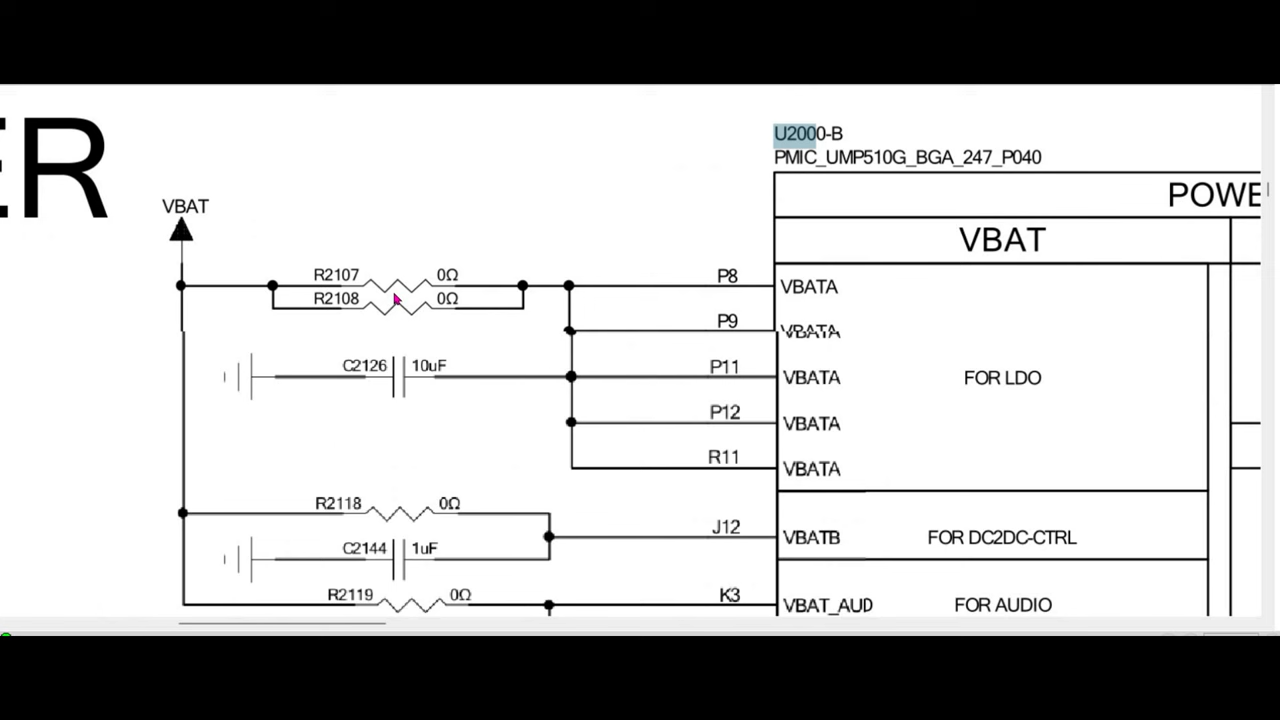 ER
U2000-B
PMIC_UMP510G_BGA_247_P040
POWE
VBAT
VBAT
R2107 0Ω P8 VBATA
R2108 0Ω
P9 VBATA
C2126 10uF P11 VBATA FOR LDO
P12 VBATA
R11 VBATA
R2118 0Ω J12 VBATB FOR DC2DC-CTRL
C2144 1uF
R2119 0Ω K3 VBAT_AUD FOR AUDIO